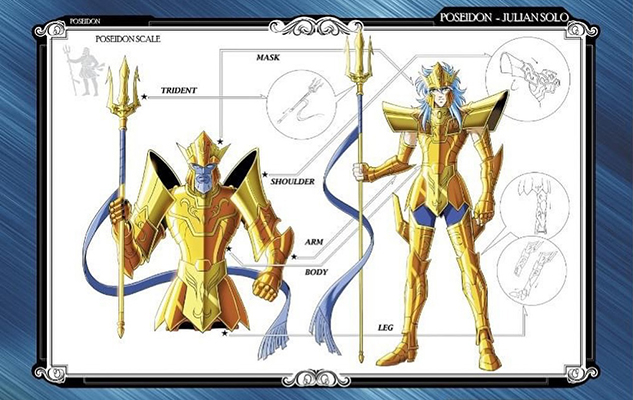 POSEIDON
POSEIDON - JULIAN SOLO
POSEIDON SCALE
MASK
TRIDENT
SHOULDER
ARM
BODY
LEG